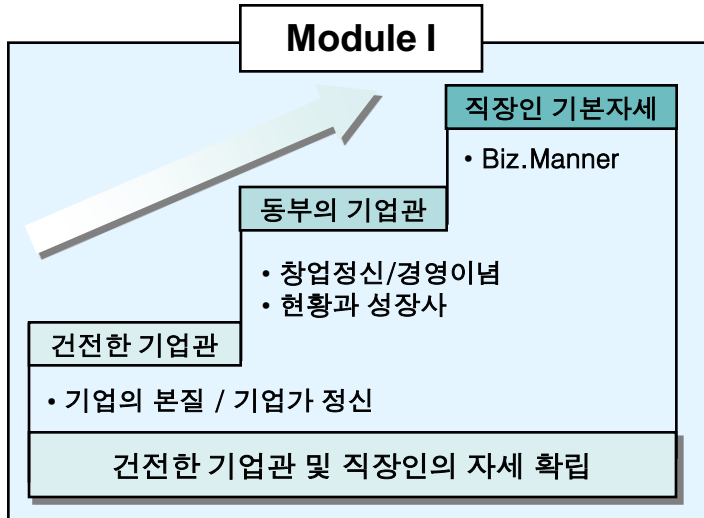 Module I
직장인 기본자세
• Biz.Manner
동부의 기업관
• 창업정신/경영이념
• 현황과 성장사
건전한 기업관
• 기업의 본질 / 기업가 정신
건전한 기업관 및 직장인의 자세 확립